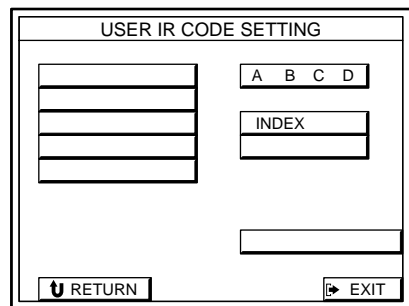 USER IR CODE SETTING
A B C D
INDEX
RETURN
EXIT